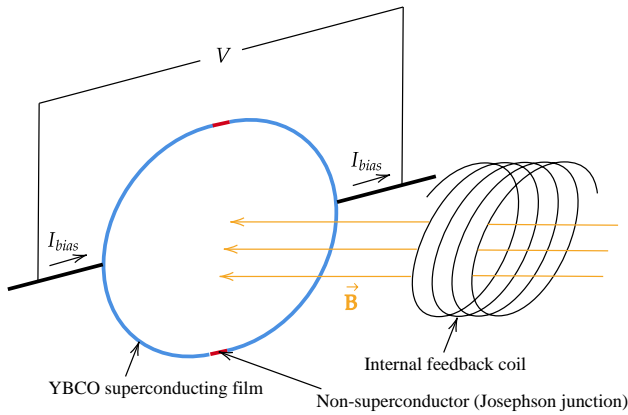 V
I_bias
I_bias
B
Internal feedback coil
YBCO superconducting film
Non-superconductor (Josephson junction)